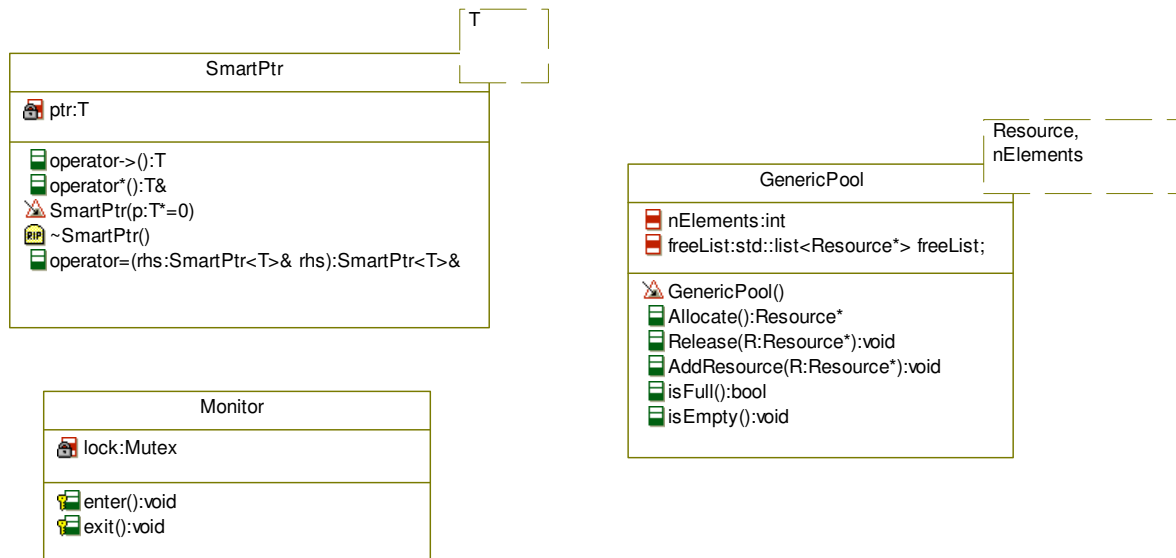 T
SmartPtr
ptr:T
operator->():T
operator*():T&
SmartPtr(p:T*=0)
RIP ~SmartPtr()
operator=(rhs:SmartPtr<T>& rhs):SmartPtr<T>&
Resource,
nElements
GenericPool
nElements:int
freeList:std::list<Resource*> freeList;
GenericPool()
Allocate():Resource*
Release(R:Resource*):void
AddResource(R:Resource*):void
isFull():bool
isEmpty():void
Monitor
lock:Mutex
enter():void
exit():void